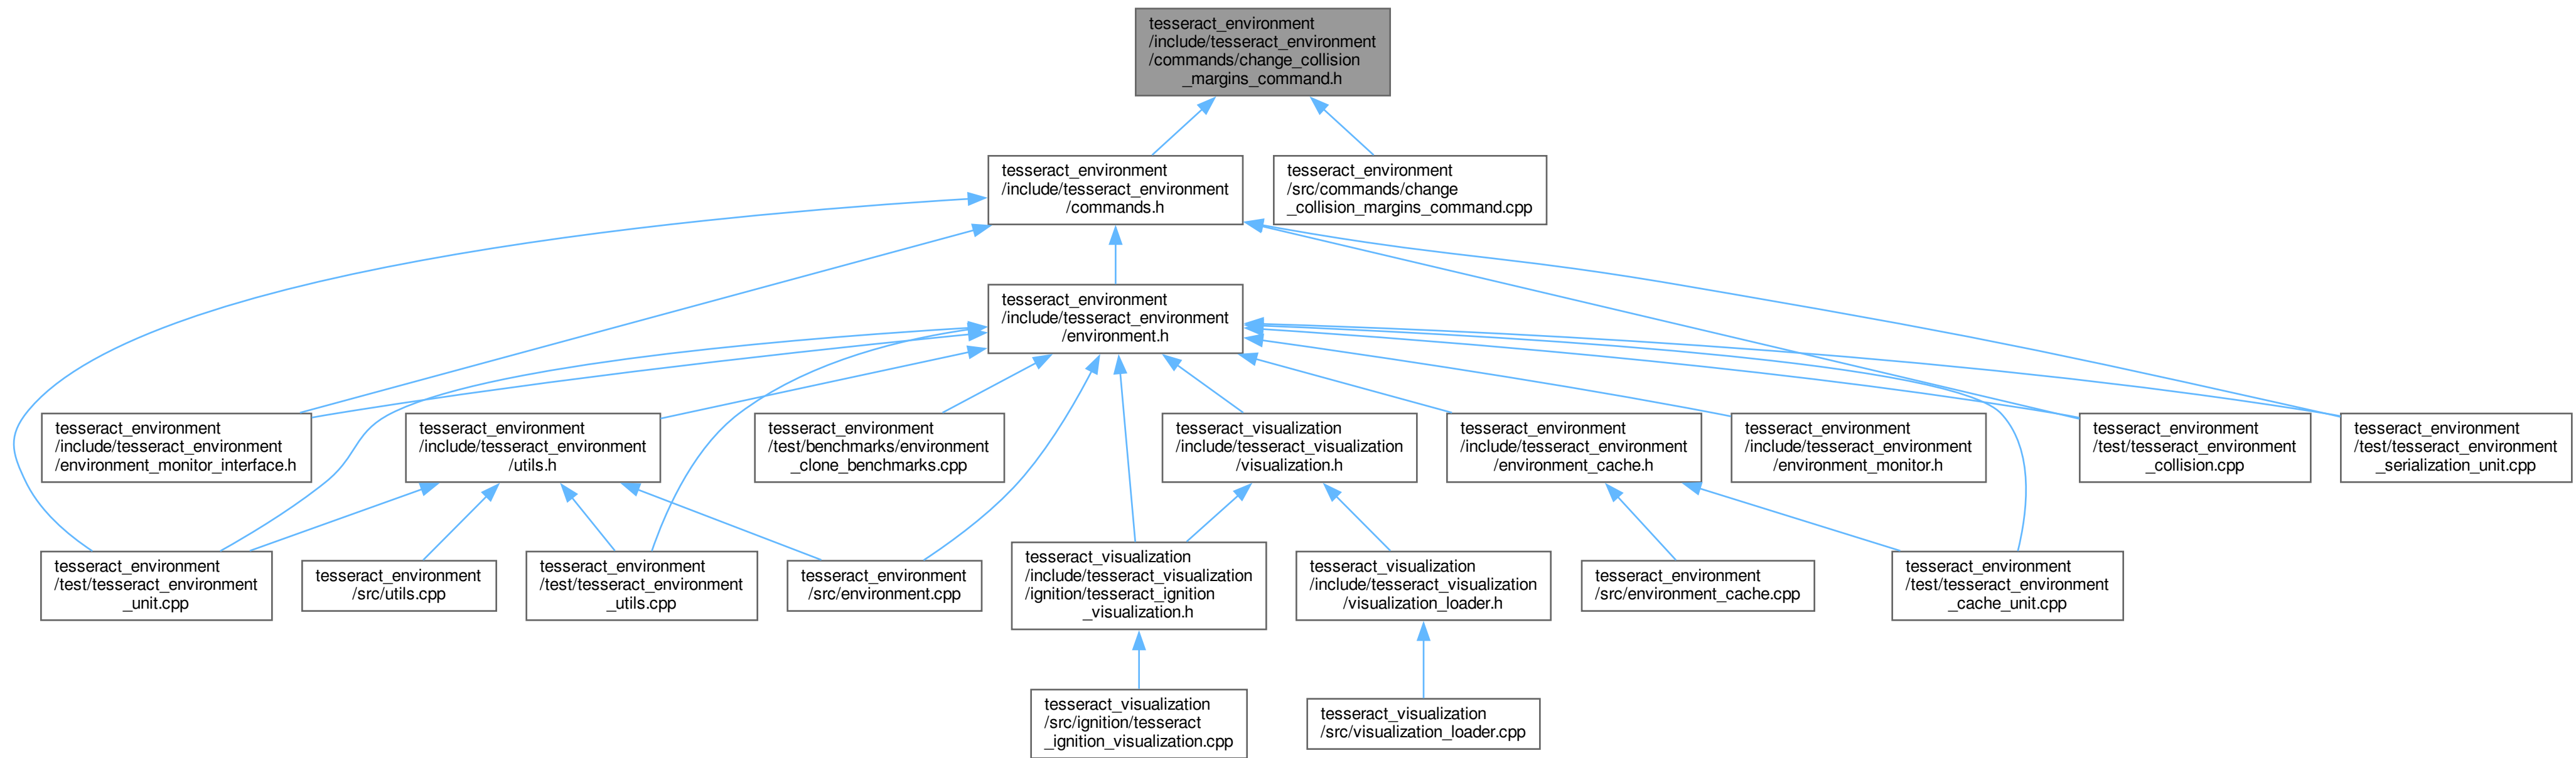 tesseract_environment
/include/tesseract_environment
/commands/change_collision
_margins_command.h
tesseract_environment
/include/tesseract_environment
/commands.h
tesseract_environment
/src/commands/change
_collision_margins_command.cpp
tesseract_environment
/include/tesseract_environment
/environment.h
tesseract_environment
/include/tesseract_environment
/environment_monitor_interface.h
tesseract_environment
/include/tesseract_environment
/utils.h
tesseract_environment
/test/benchmarks/environment
_clone_benchmarks.cpp
tesseract_visualization
/include/tesseract_visualization
/visualization.h
tesseract_environment
/include/tesseract_environment
/environment_cache.h
tesseract_environment
/include/tesseract_environment
/environment_monitor.h
tesseract_environment
/test/tesseract_environment
_collision.cpp
tesseract_environment
/test/tesseract_environment
_serialization_unit.cpp
tesseract_environment
/test/tesseract_environment
_unit.cpp
tesseract_environment
/src/utils.cpp
tesseract_environment
/test/tesseract_environment
_utils.cpp
tesseract_environment
/src/environment.cpp
tesseract_visualization
/include/tesseract_visualization
/ignition/tesseract_ignition
_visualization.h
tesseract_visualization
/include/tesseract_visualization
/visualization_loader.h
tesseract_environment
/src/environment_cache.cpp
tesseract_environment
/test/tesseract_environment
_cache_unit.cpp
tesseract_visualization
/src/ignition/tesseract
_ignition_visualization.cpp
tesseract_visualization
/src/visualization_loader.cpp